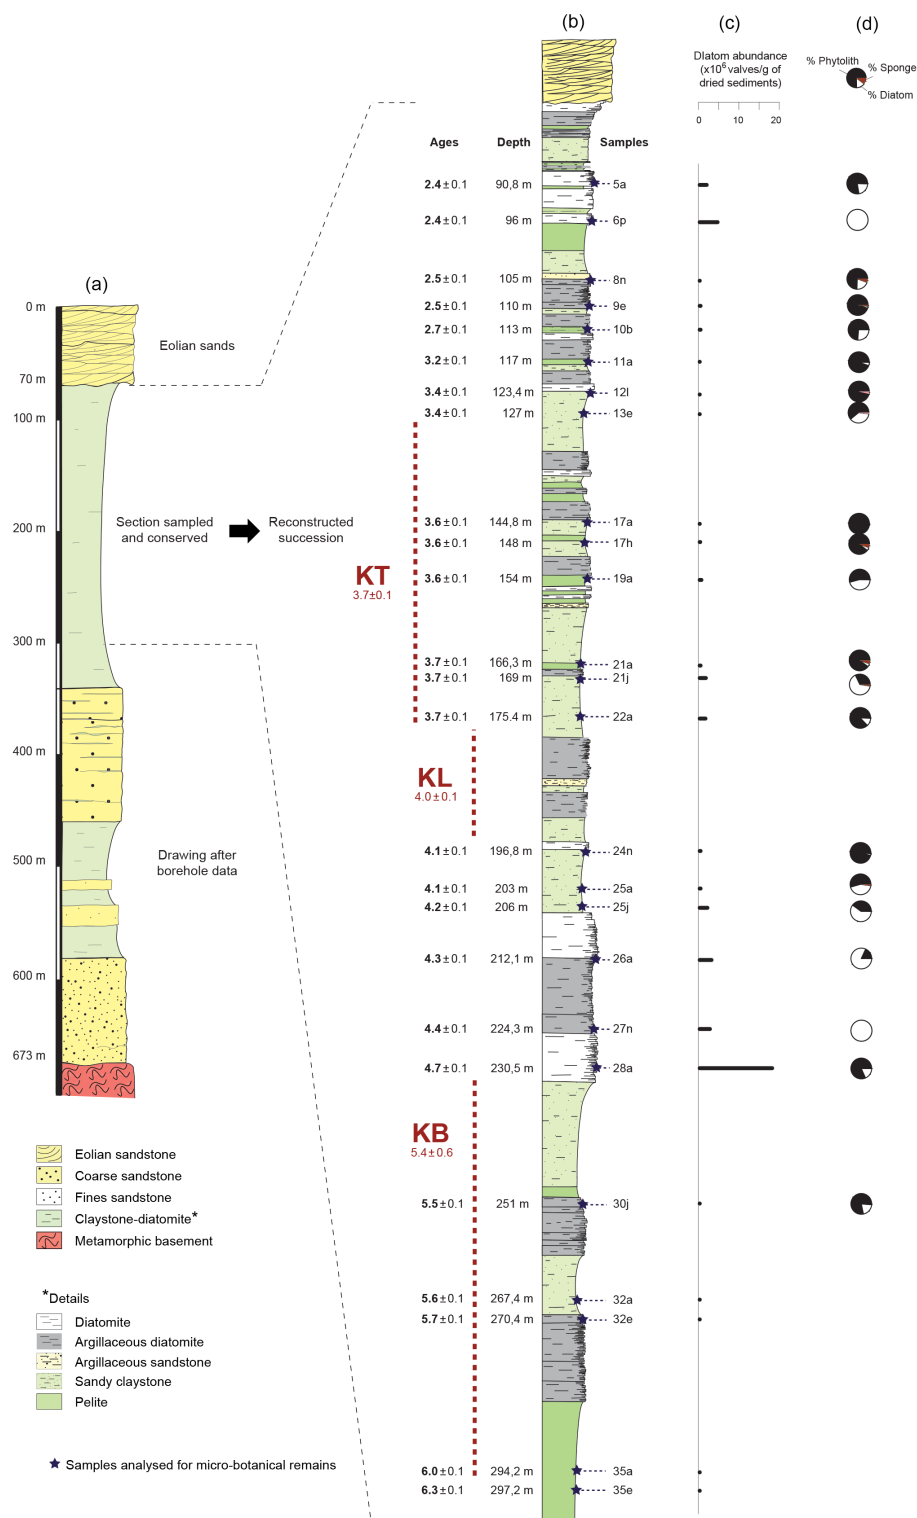 (b)
(c)
(d)
DIatom abundance
(x10⁶ valves/g of
dried sediments)
0 10 20
% Phytolith
% Sponge
% Diatom
Ages Depth Samples
2.4±0.1 90,8 m 5a
2.4±0.1 96 m 6p
2.5±0.1 105 m 8n
2.5±0.1 110 m 9e
2.7±0.1 113 m 10b
3.2±0.1 117 m 11a
3.4±0.1 123,4 m 12l
3.4±0.1 127 m 13e
3.6±0.1 144,8 m 17a
3.6±0.1 148 m 17h
3.6±0.1 154 m 19a
3.7±0.1 166,3 m 21a
3.7±0.1 169 m 21j
3.7±0.1 175.4 m 22a
4.1±0.1 196,8 m 24n
4.1±0.1 203 m 25a
4.2±0.1 206 m 25j
4.3±0.1 212,1 m 26a
4.4±0.1 224,3 m 27n
4.7±0.1 230,5 m 28a
5.5±0.1 251 m 30j
5.6±0.1 267,4 m 32a
5.7±0.1 270,4 m 32e
6.0±0.1 294,2 m 35a
6.3±0.1 297,2 m 35e
KT
3.7±0.1
KL
4.0±0.1
KB
5.4±0.6
(a)
0 m
70 m
100 m
200 m
300 m
400 m
500 m
600 m
673 m
Eolian sands
Section sampled
and conserved
Reconstructed
succession
Drawing after
borehole data
Eolian sandstone
Coarse sandstone
Fines sandstone
Claystone-diatomite*
Metamorphic basement
*Details
Diatomite
Argillaceous diatomite
Argillaceous sandstone
Sandy claystone
Pelite
Samples analysed for micro-botanical remains